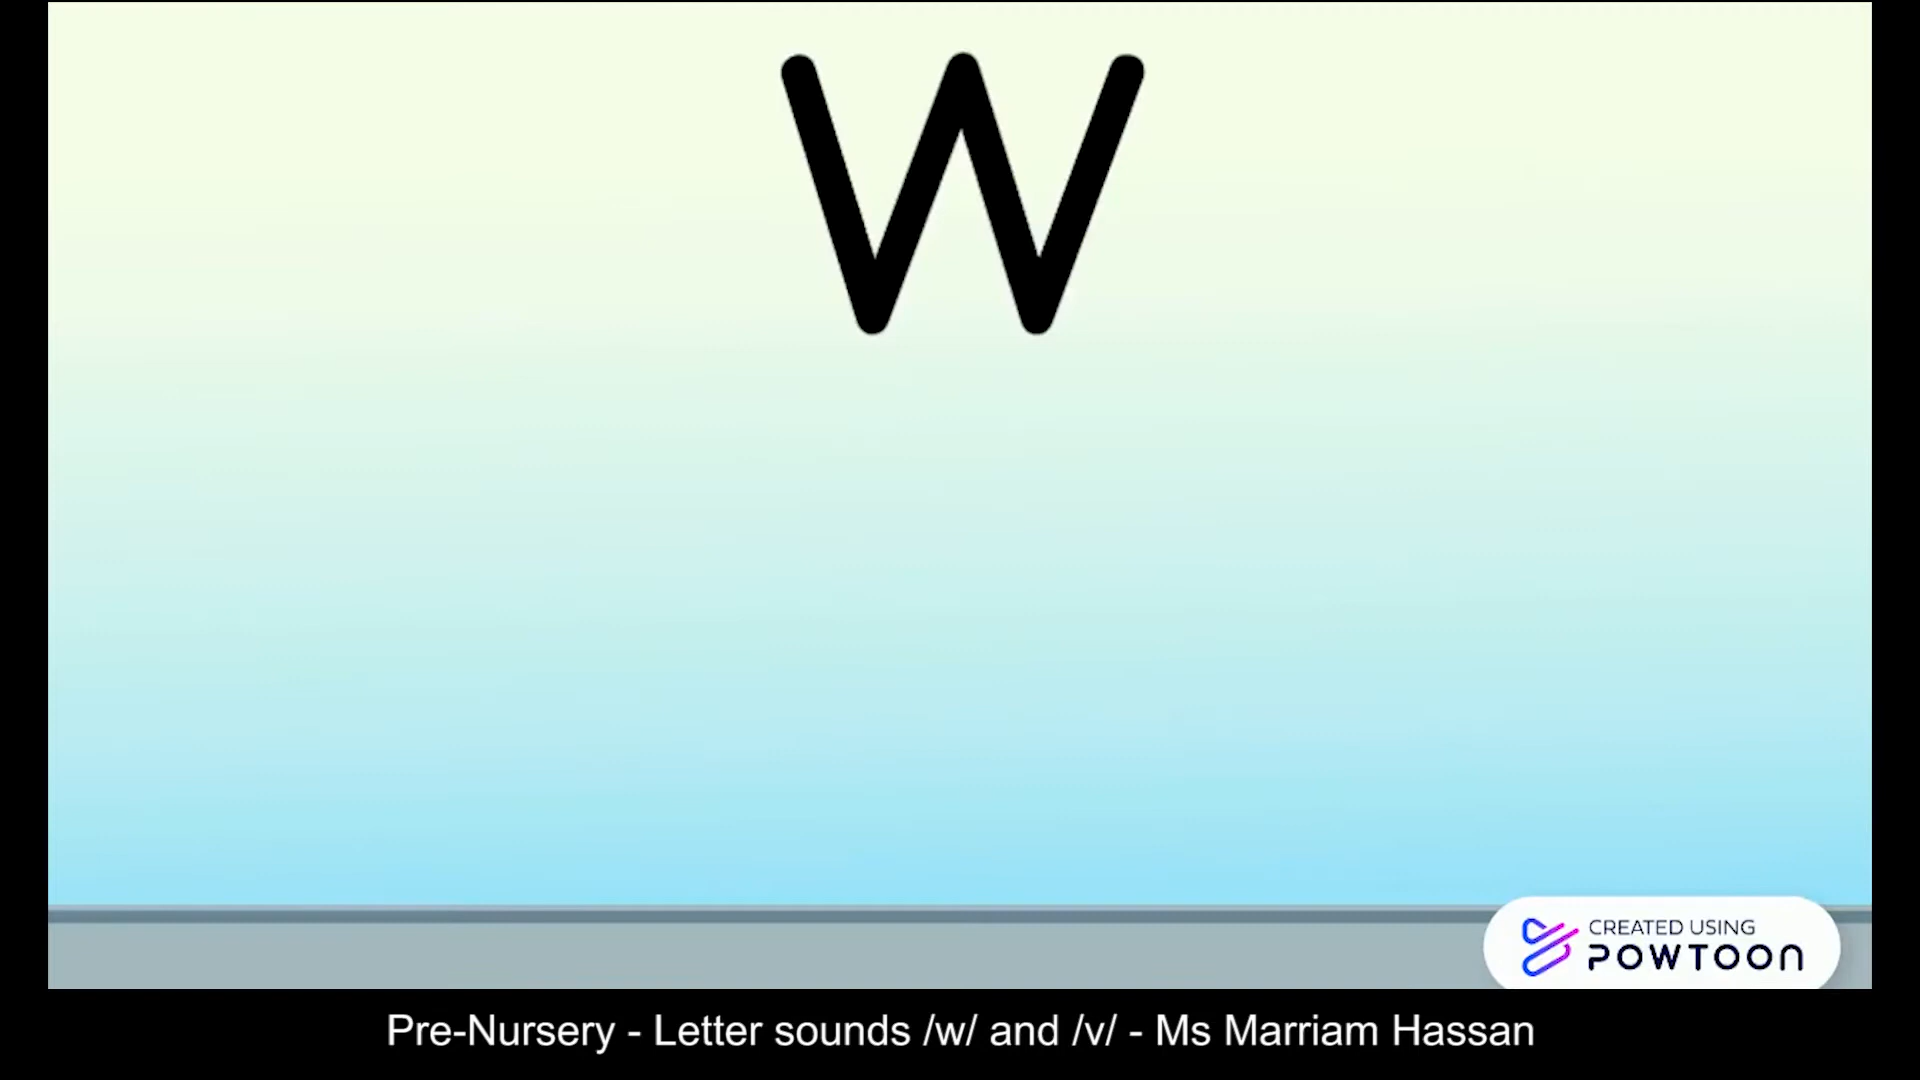 w
CREATED USING
POWTOON
Pre-Nursery - Letter sounds /w/ and /v/ - Ms Marriam Hassan